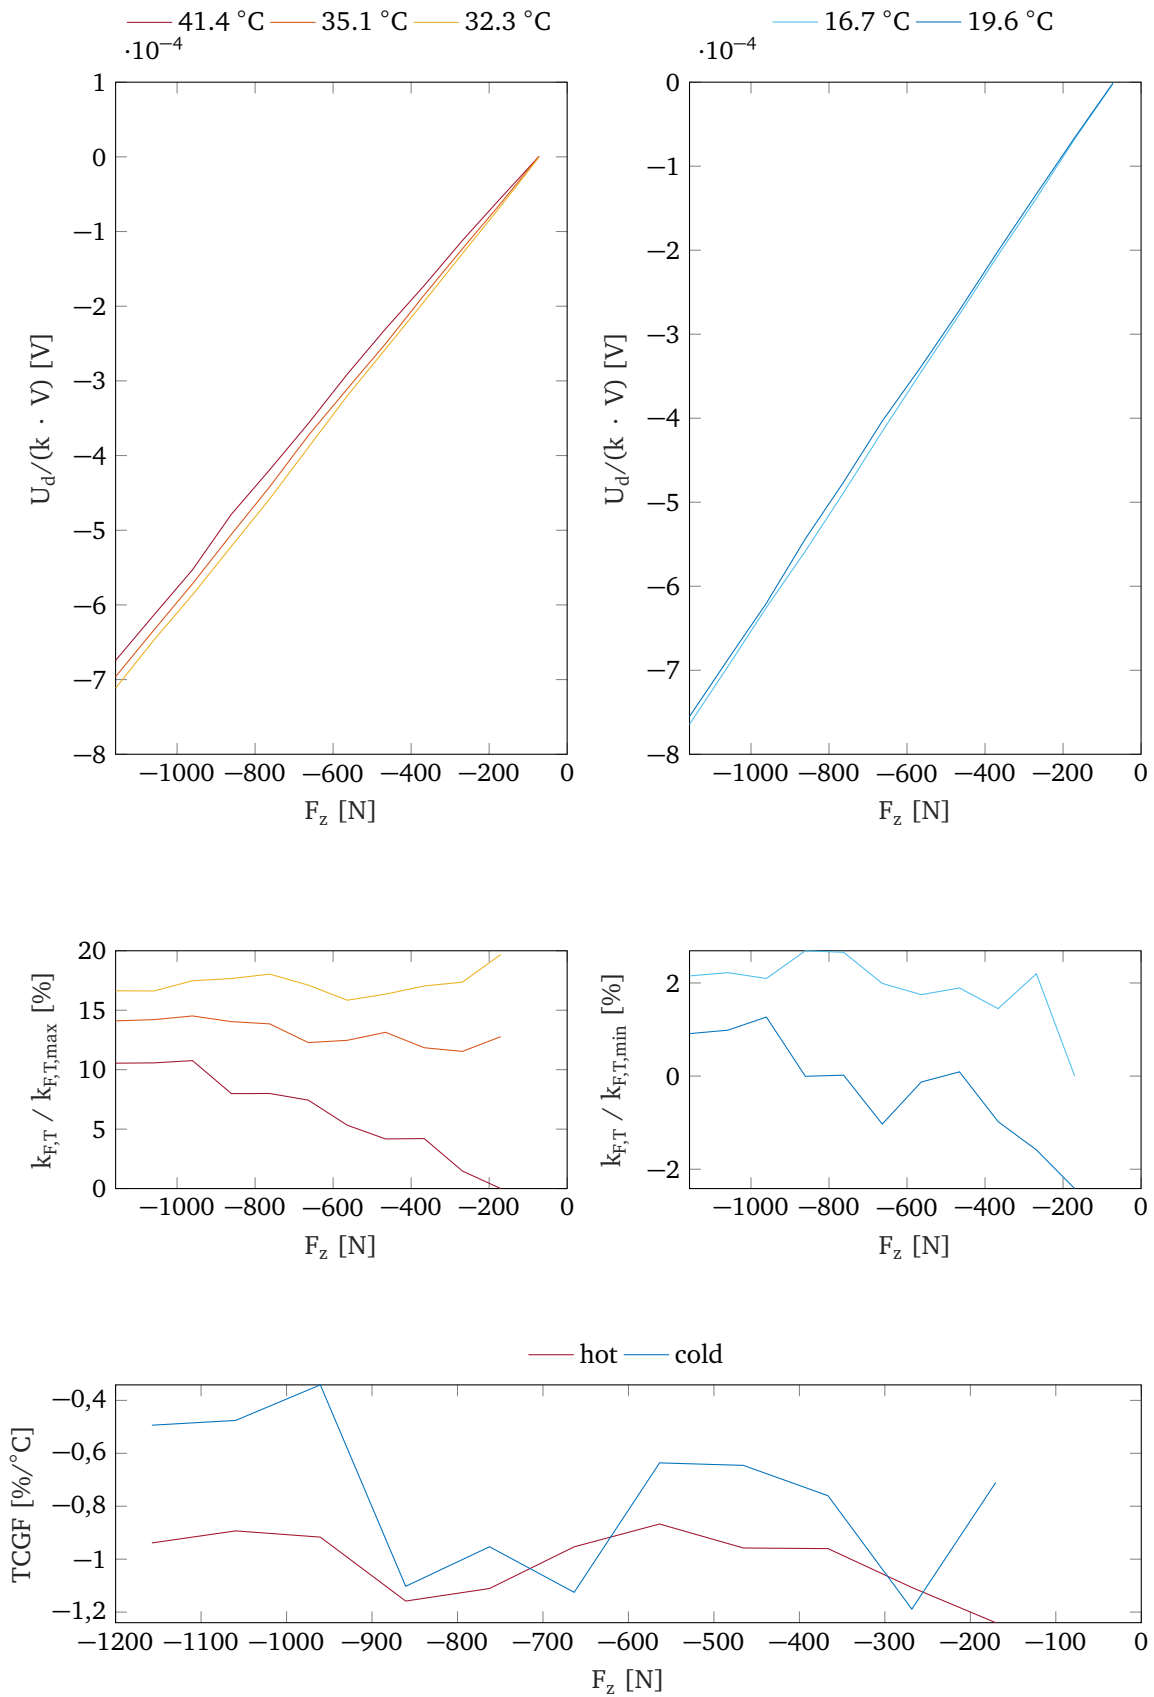 41.4 °C 35.1 °C 32.3 °C
·10−4
1
0
−1
−2
−3
−4
−5
−6
−7
−8
U_d/(k · V) [V]
−1000 −800 −600 −400 −200 0
F_z [N]
16.7 °C 19.6 °C
·10−4
0
−1
−2
−3
−4
−5
−6
−7
−8
U_d/(k · V) [V]
−1000 −800 −600 −400 −200 0
F_z [N]
20
15
10
5
0
k_F,T / k_F,T,max [%]
−1000 −800 −600 −400 −200 0
F_z [N]
2
0
−2
k_F,T / k_F,T,min [%]
−1000 −800 −600 −400 −200 0
F_z [N]
hot cold
−0,4
−0,6
−0,8
−1
−1,2
TCGF [%/°C]
−1200 −1100 −1000 −900 −800 −700 −600 −500 −400 −300 −200 −100 0
F_z [N]